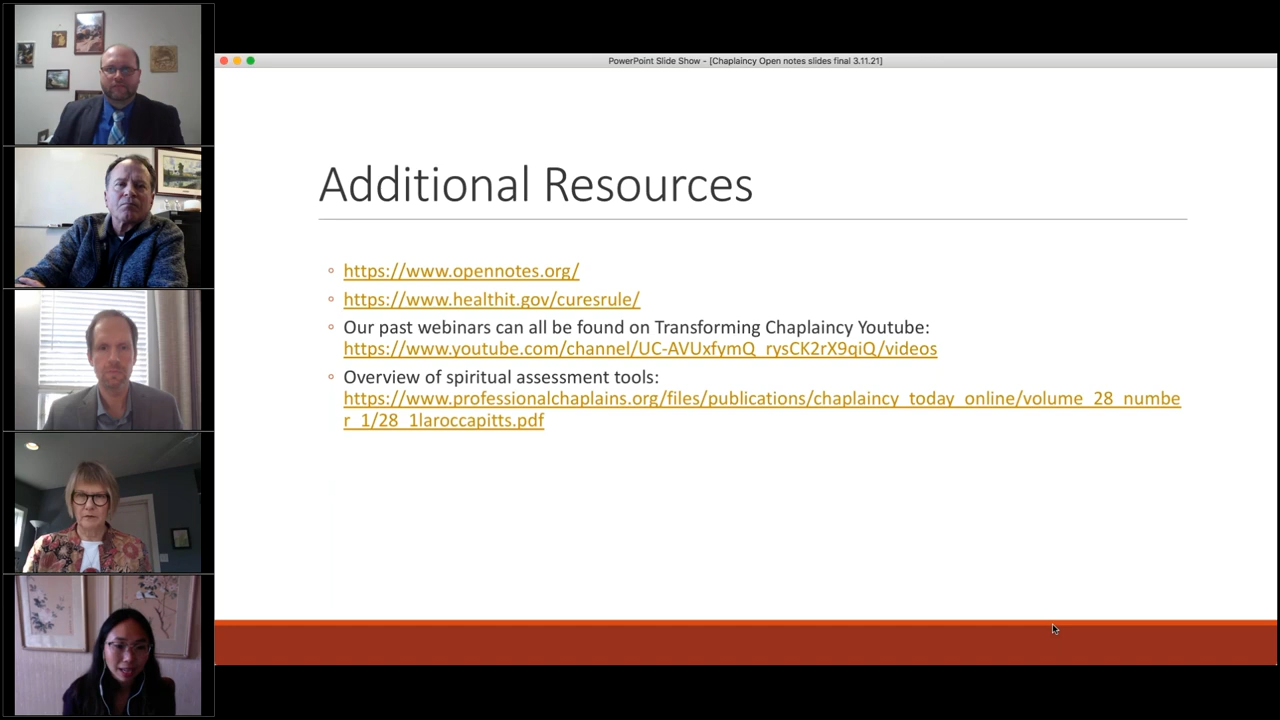 PowerPoint Slide Show - [Chaplaincy Open notes slides final 3.11.21]
Additional Resources
◦ https://www.opennotes.org/
◦ https://www.healthit.gov/curesrule/
◦ Our past webinars can all be found on Transforming Chaplaincy Youtube:
https://www.youtube.com/channel/UC-AVUxfymQ_rysCK2rX9qiQ/videos
◦ Overview of spiritual assessment tools:
https://www.professionalchaplains.org/files/publications/chaplaincy_today_online/volume_28_numbe
r_1/28_1laroccapitts.pdf